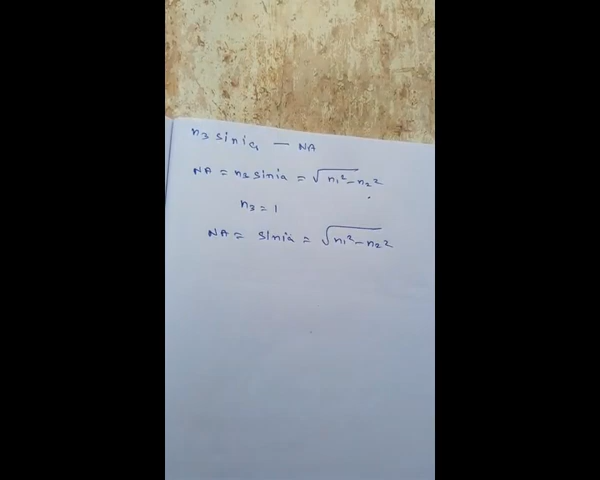 n₃ sin iₐ — NA
NA = n₃ sin ia = √n₁² - n₂²
n₃ = 1
NA = sin ia = √n₁² - n₂²